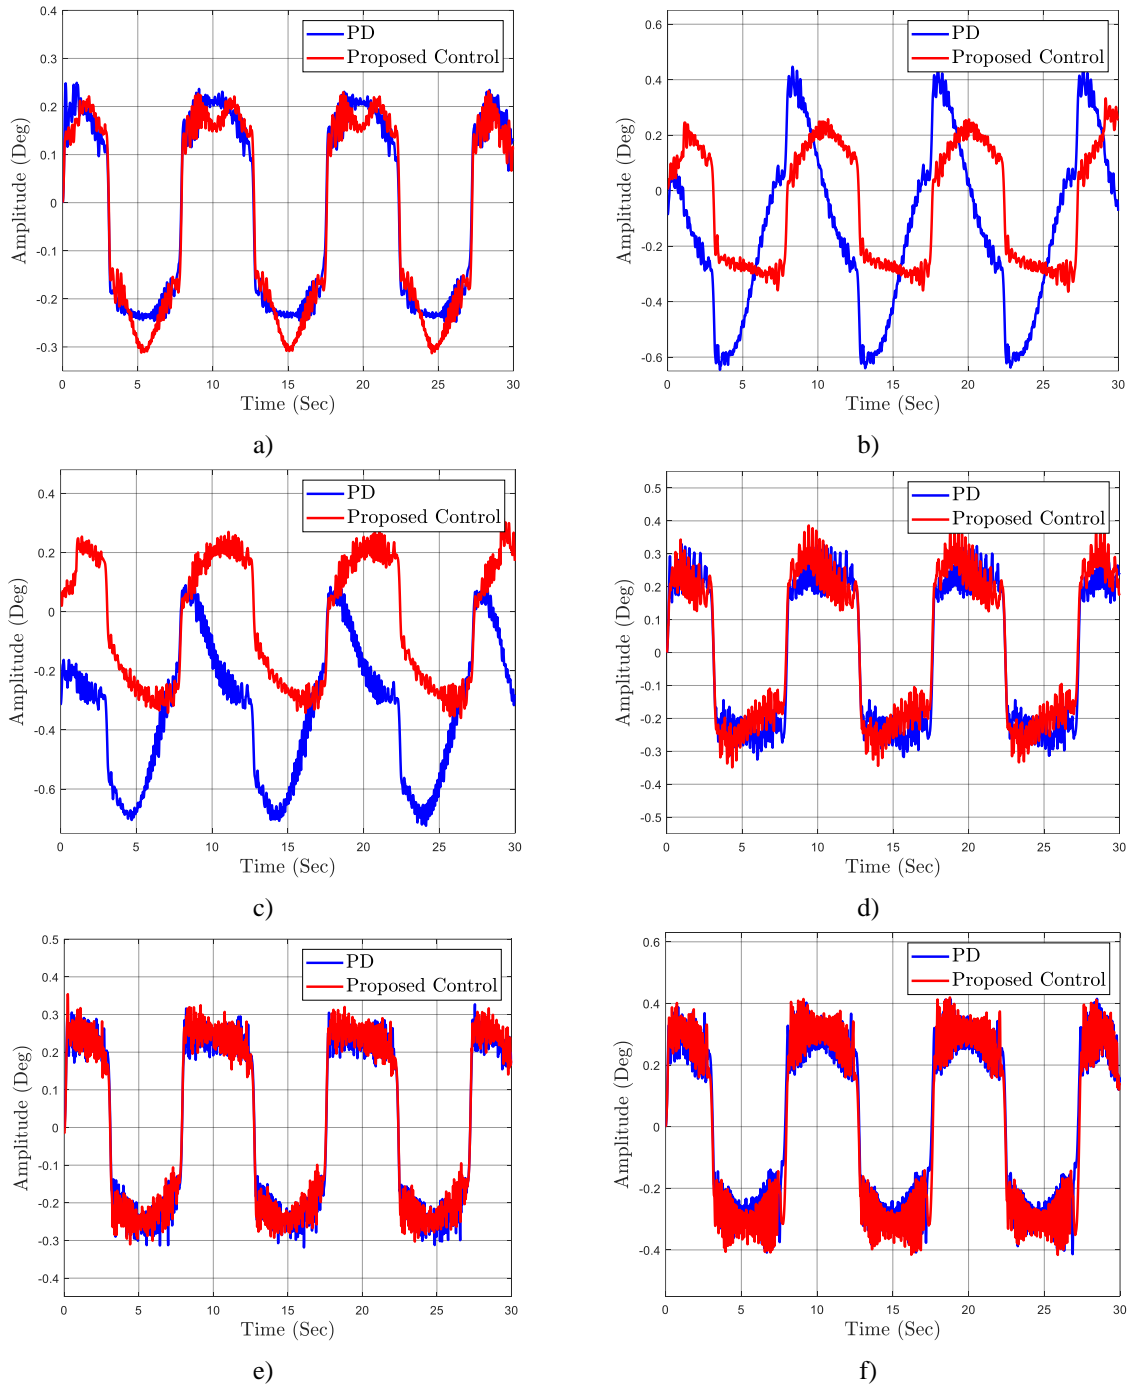 0.4
0.3
0.2
0.1
0
-0.1
-0.2
-0.3
Amplitude (Deg)
PD
Proposed Control
0 5 10 15 20 25 30
Time (Sec)
a)
0.6
0.4
0.2
0
-0.2
-0.4
-0.6
Amplitude (Deg)
PD
Proposed Control
0 5 10 15 20 25 30
Time (Sec)
b)
0.4
0.2
0
-0.2
-0.4
-0.6
Amplitude (Deg)
PD
Proposed Control
0 5 10 15 20 25 30
Time (Sec)
c)
0.5
0.4
0.3
0.2
0.1
0
-0.1
-0.2
-0.3
-0.4
-0.5
Amplitude (Deg)
PD
Proposed Control
0 5 10 15 20 25 30
Time (Sec)
d)
0.5
0.4
0.3
0.2
0.1
0
-0.1
-0.2
-0.3
-0.4
Amplitude (Deg)
PD
Proposed Control
0 5 10 15 20 25 30
Time (Sec)
e)
0.6
0.4
0.2
0
-0.2
-0.4
Amplitude (Deg)
PD
Proposed Control
0 5 10 15 20 25 30
Time (Sec)
f)